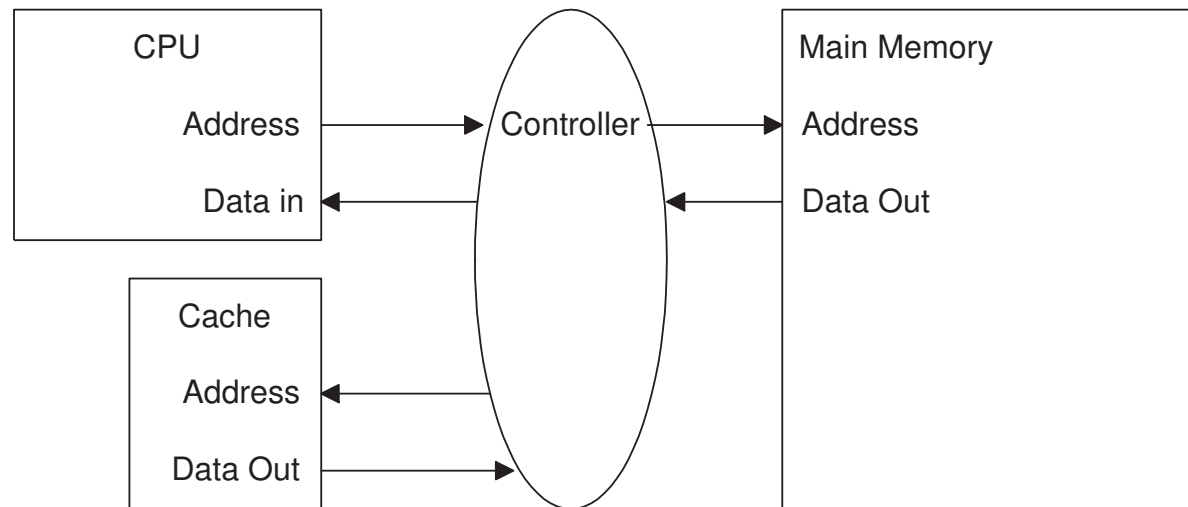 CPU
Address
Data in
Cache
Address
Data Out
Controller
Main Memory
Address
Data Out